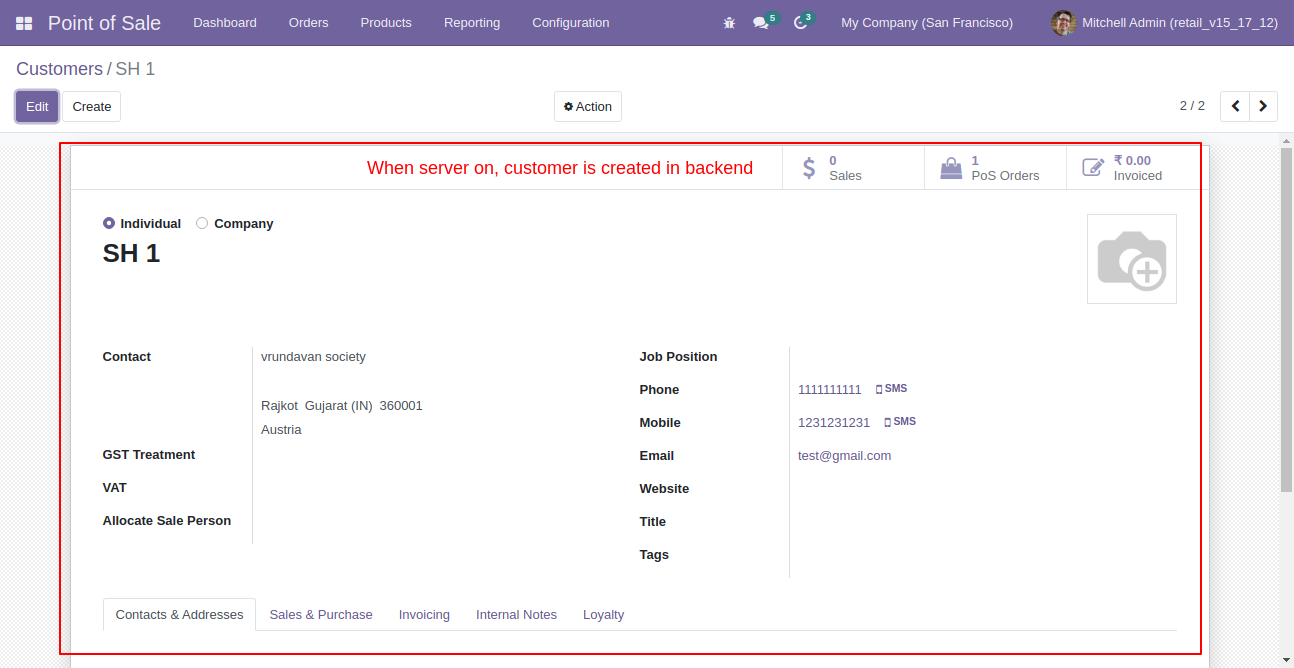 Point of Sale Dashboard Orders Products Reporting Configuration 5 3 My Company (San Francisco) Mitchell Admin (retail_v15_17_12)
Customers / SH 1
Edit Create Action 2 / 2
When server on, customer is created in backend
0
Sales
1
PoS Orders
₹ 0.00
Invoiced
Individual Company
SH 1
Contact vrundavan society
Rajkot Gujarat (IN) 360001
Austria
GST Treatment
VAT
Allocate Sale Person
Job Position
Phone 1111111111 SMS
Mobile 1231231231 SMS
Email test@gmail.com
Website
Title
Tags
Contacts & Addresses Sales & Purchase Invoicing Internal Notes Loyalty